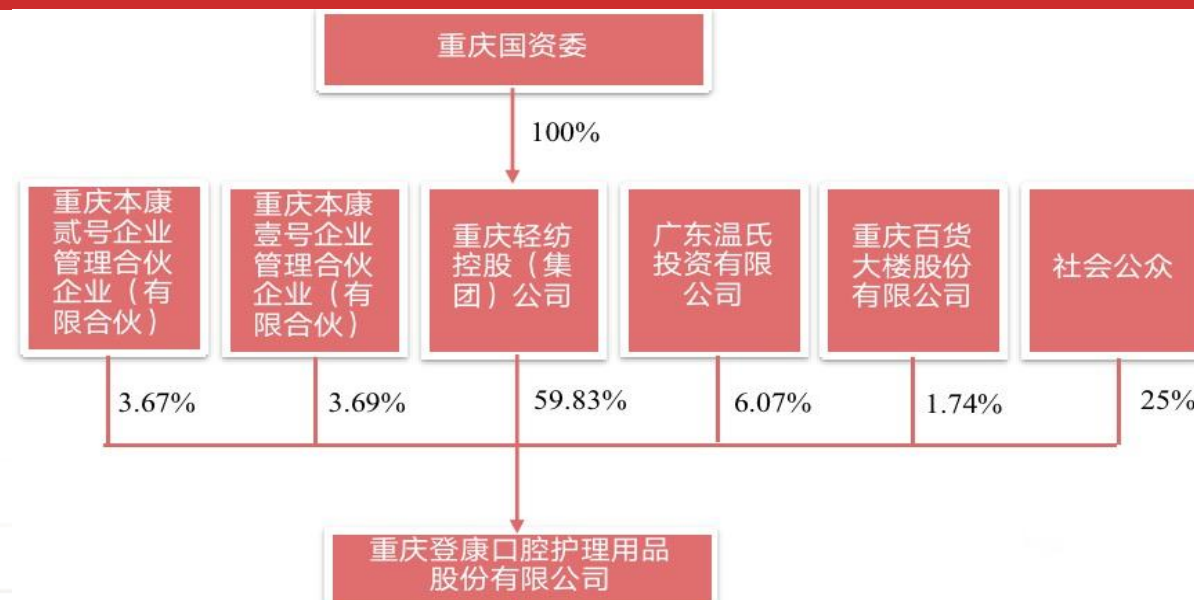 重庆国资委
100%
重庆本康
贰号企业
管理合伙
企业（有
限合伙）
重庆本康
壹号企业
管理合伙
企业（有
限合伙）
重庆轻纺
控股（集
团）公司
广东温氏
投资有限
公司
重庆百货
大楼股份
有限公司
社会公众
3.67%
3.69%
59.83%
6.07%
1.74%
25%
重庆登康口腔护理用品
股份有限公司